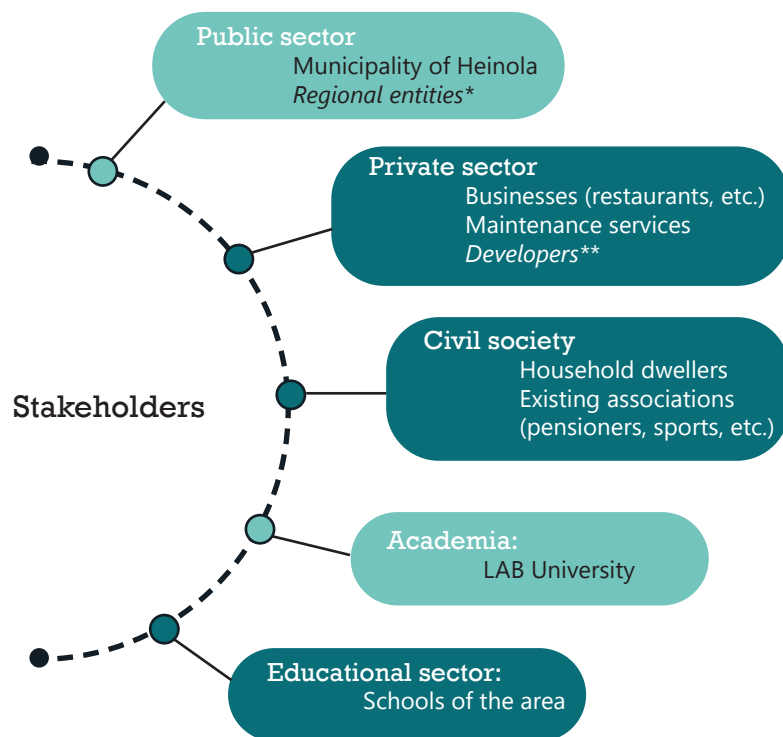 Public sector
Municipality of Heinola
Regional entities*
Private sector
Businesses (restaurants, etc.)
Maintenance services
Developers**
Civil society
Household dwellers
Existing associations
(pensioners, sports, etc.)
Stakeholders
Academia:
LAB University
Educational sector:
Schools of the area